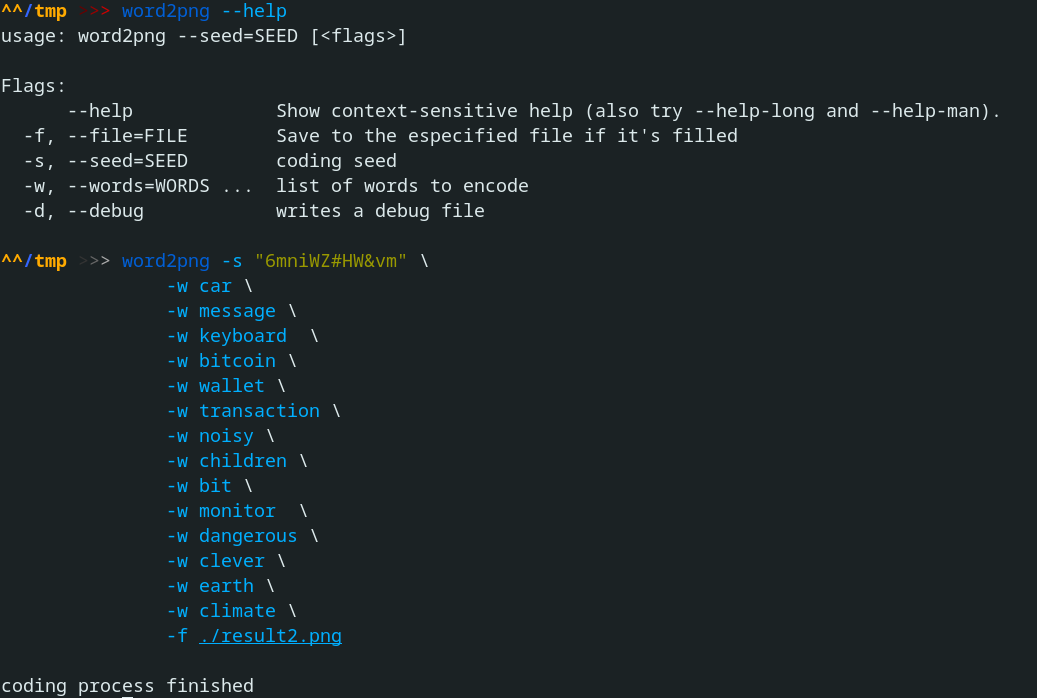 ^^/tmp >>> word2png --help
usage: word2png --seed=SEED [<flags>]

Flags:
      --help             Show context-sensitive help (also try --help-long and --help-man).
  -f, --file=FILE        Save to the especified file if it's filled
  -s, --seed=SEED        coding seed
  -w, --words=WORDS ...  list of words to encode
  -d, --debug            writes a debug file

^^/tmp >>> word2png -s "6mniWZ#HW&vm" \
               -w car \
               -w message \
               -w keyboard  \
               -w bitcoin \
               -w wallet \
               -w transaction \
               -w noisy \
               -w children \
               -w bit \
               -w monitor  \
               -w dangerous \
               -w clever \
               -w earth \
               -w climate \
               -f ./result2.png

coding process finished